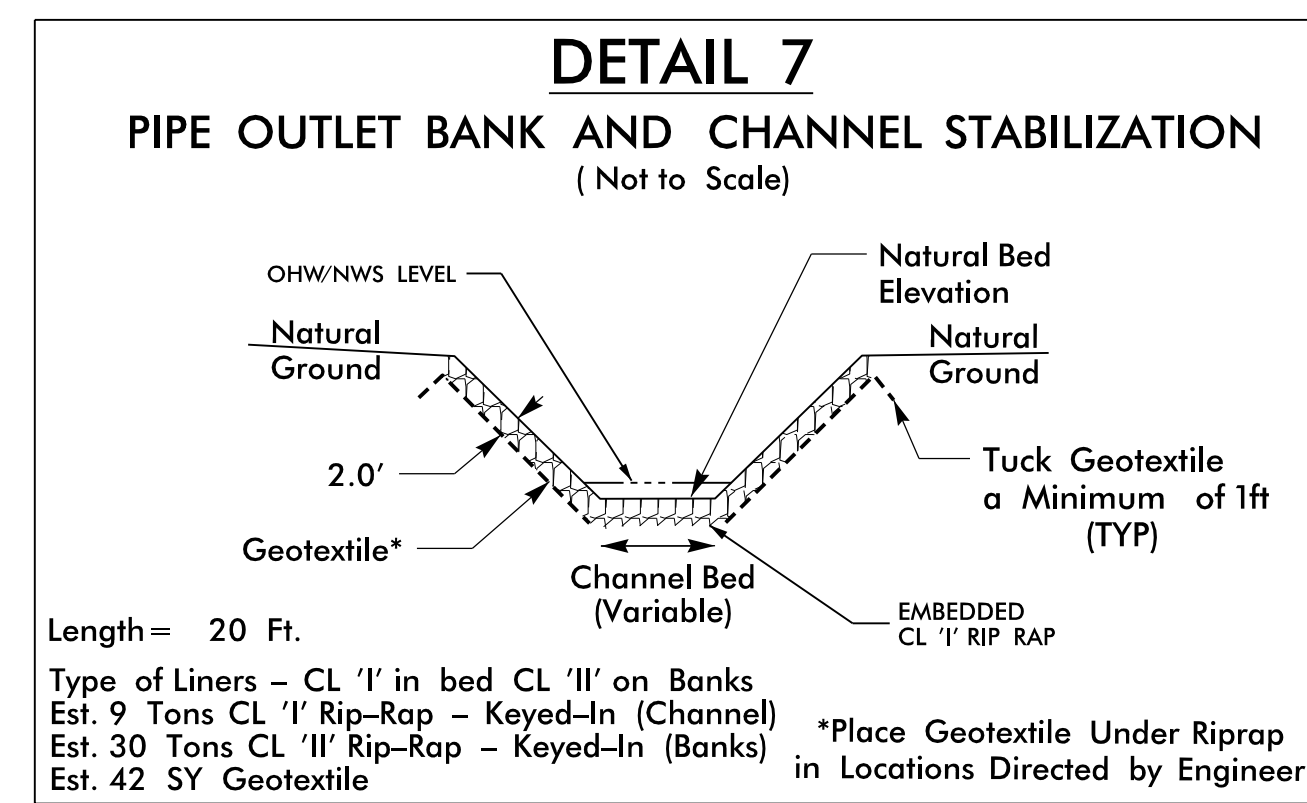 DETAIL 7
PIPE OUTLET BANK AND CHANNEL STABILIZATION
( Not to Scale)
OHW/NWS LEVEL
Natural Bed
Elevation
Natural
Ground
Natural
Ground
2.0'
Tuck Geotextile
a Minimum of 1ft
(TYP)
Geotextile*
Channel Bed
(Variable)
EMBEDDED
CL 'I' RIP RAP
Length= 20 Ft.
Type of Liners – CL 'I' in bed CL 'II' on Banks
Est. 9 Tons CL 'I' Rip–Rap – Keyed–In (Channel)
Est. 30 Tons CL 'II' Rip–Rap – Keyed–In (Banks)
Est. 42 SY Geotextile
*Place Geotextile Under Riprap
in Locations Directed by Engineer